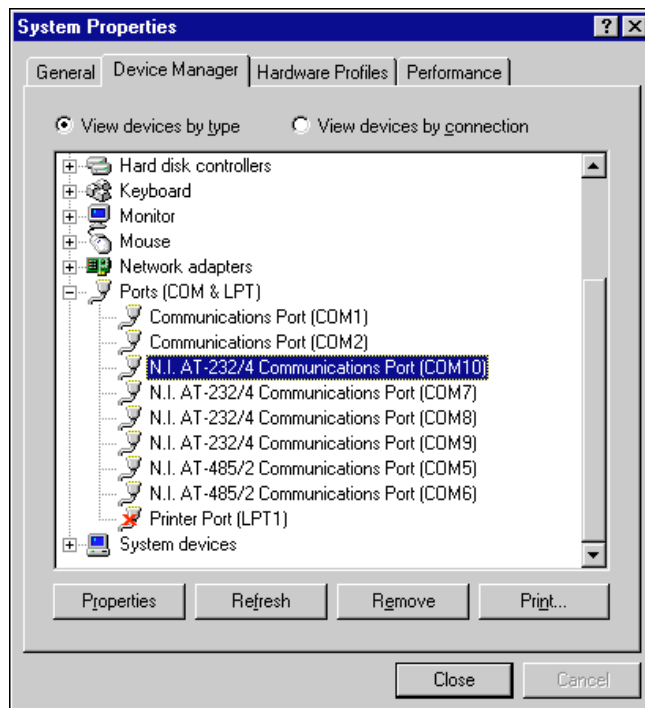 System Properties
General Device Manager Hardware Profiles Performance
View devices by type View devices by connection
Hard disk controllers
Keyboard
Monitor
Mouse
Network adapters
Ports (COM & LPT)
Communications Port (COM1)
Communications Port (COM2)
N.I. AT-232/4 Communications Port (COM10)
N.I. AT-232/4 Communications Port (COM7)
N.I. AT-232/4 Communications Port (COM8)
N.I. AT-232/4 Communications Port (COM9)
N.I. AT-485/2 Communications Port (COM5)
N.I. AT-485/2 Communications Port (COM6)
Printer Port (LPT1)
System devices
Properties Refresh Remove Print...
Close Cancel